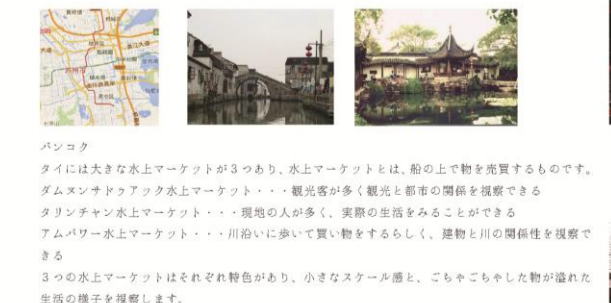 バンコク
タイには大きな水上マーケットが３つあり、水上マーケットとは、船の上で物を売買するものです。
ダムヌンサドゥアック水上マーケット・・・観光客が多く観光と都市の関係を視察できる
タリンチャン水上マーケット・・・現地の人が多く、実際の生活をみることができる
アムパワー水上マーケット・・・川沿いに歩いて買い物をするらしく、建物と川の関係性を視察で
きる
３つの水上マーケットはそれぞれ特色があり、小さなスケール感と、ごちゃごちゃした物が溢れた
生活の様子を視察します。